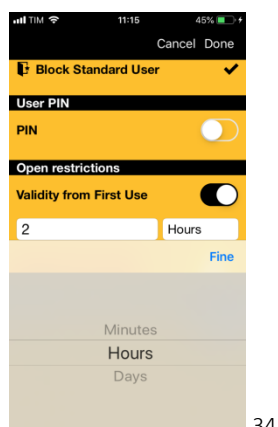 TIM 11:15 45%
Cancel Done
Block Standard User
User PIN
PIN
Open restrictions
Validity from First Use
2 Hours
Fine
Minutes
Hours
Days
34